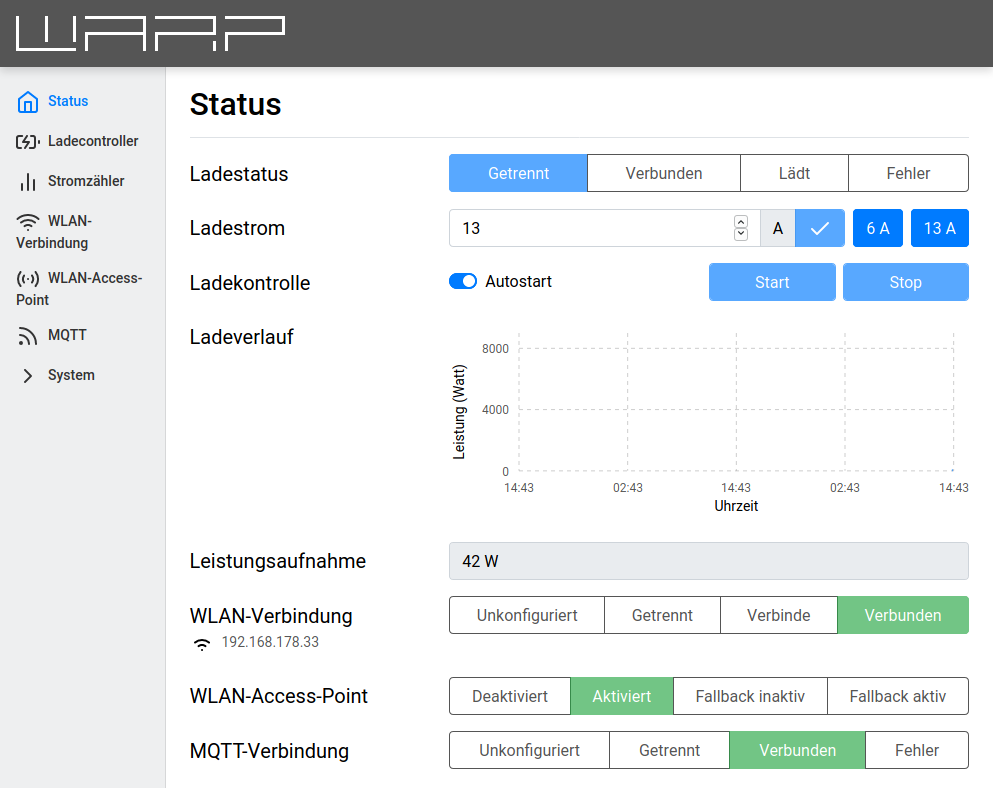 WARP
Status
Ladecontroller
Stromzähler
WLAN-
Verbindung
WLAN-Access-
Point
MQTT
System
Status
Ladestatus Getrennt Verbunden Lädt Fehler
Ladestrom 13 A 6 A 13 A
Ladekontrolle Autostart Start Stop
Ladeverlauf
Leistung (Watt)
8000
4000
0
14:43 02:43 14:43 02:43 14:43
Uhrzeit
Leistungsaufnahme 42 W
WLAN-Verbindung Unkonfiguriert Getrennt Verbinde Verbunden
192.168.178.33
WLAN-Access-Point Deaktiviert Aktiviert Fallback inaktiv Fallback aktiv
MQTT-Verbindung Unkonfiguriert Getrennt Verbunden Fehler